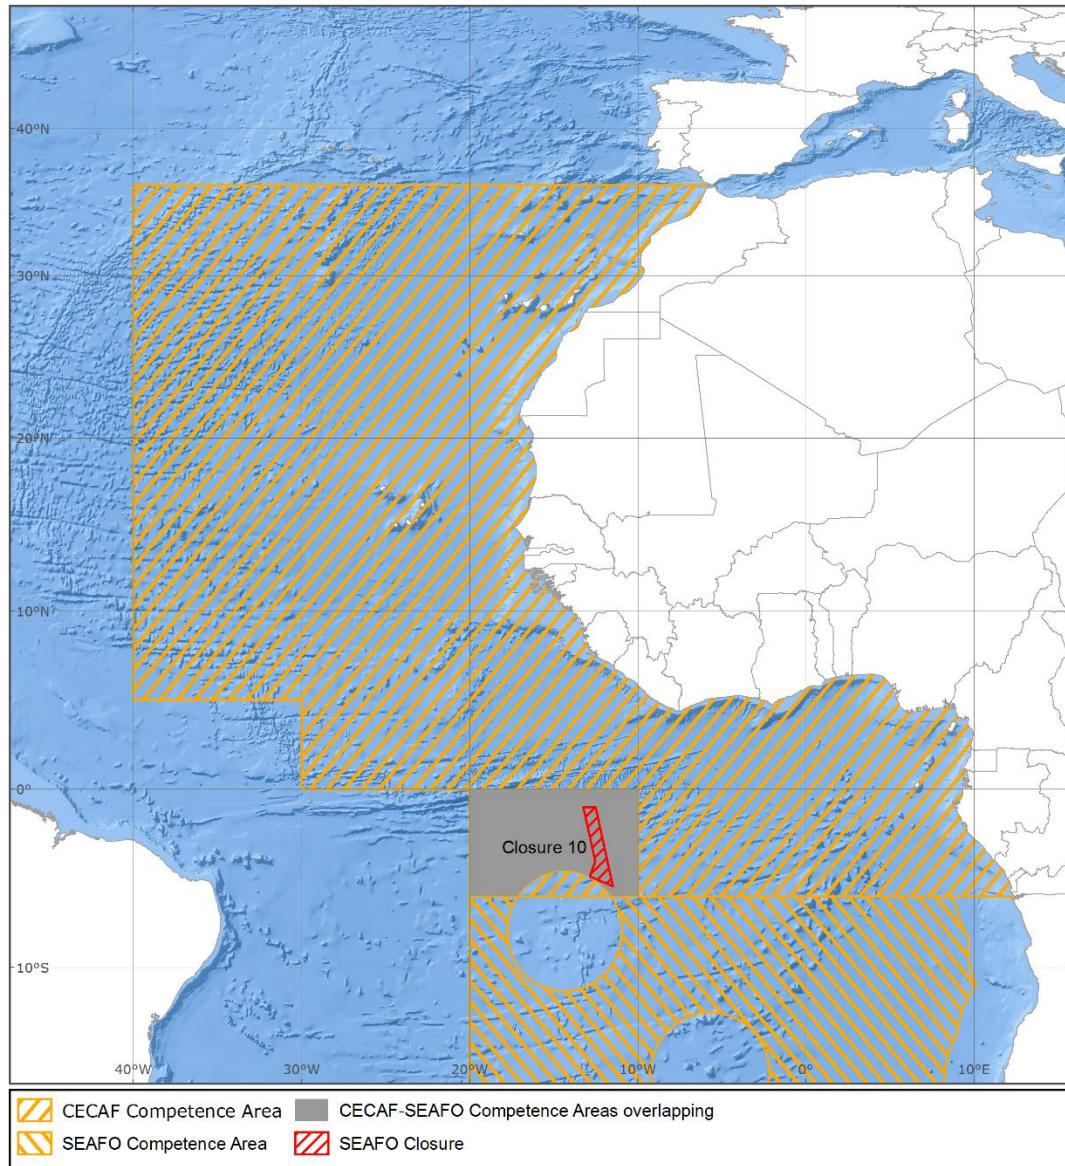 40°N
30°N
20°N
10°N
0°
Closure 10
10°S
40°W 30°W 20°W 10°W 0° 10°E
CECAF Competence Area CECAF-SEAFO Competence Areas overlapping
SEAFO Competence Area SEAFO Closure